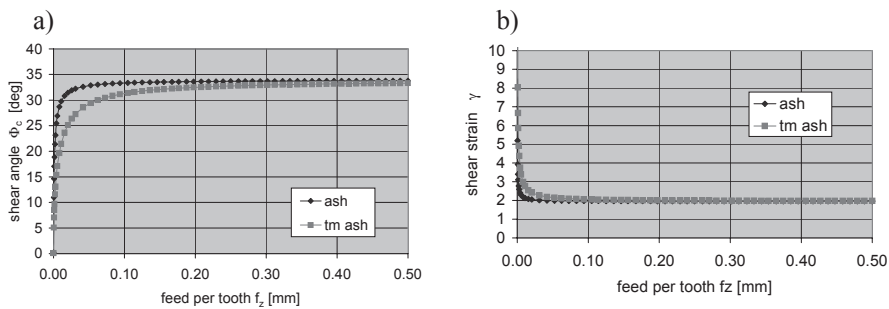 a)
40
35
30
25
20
15
10
5
0
shear angle Φc [deg]
ash
tm ash
0.00 0.10 0.20 0.30 0.40 0.50
feed per tooth fz [mm]
b)
10
9
8
7
6
5
4
3
2
1
0
shear strain γ
ash
tm ash
0.00 0.10 0.20 0.30 0.40 0.50
feed per tooth fz [mm]